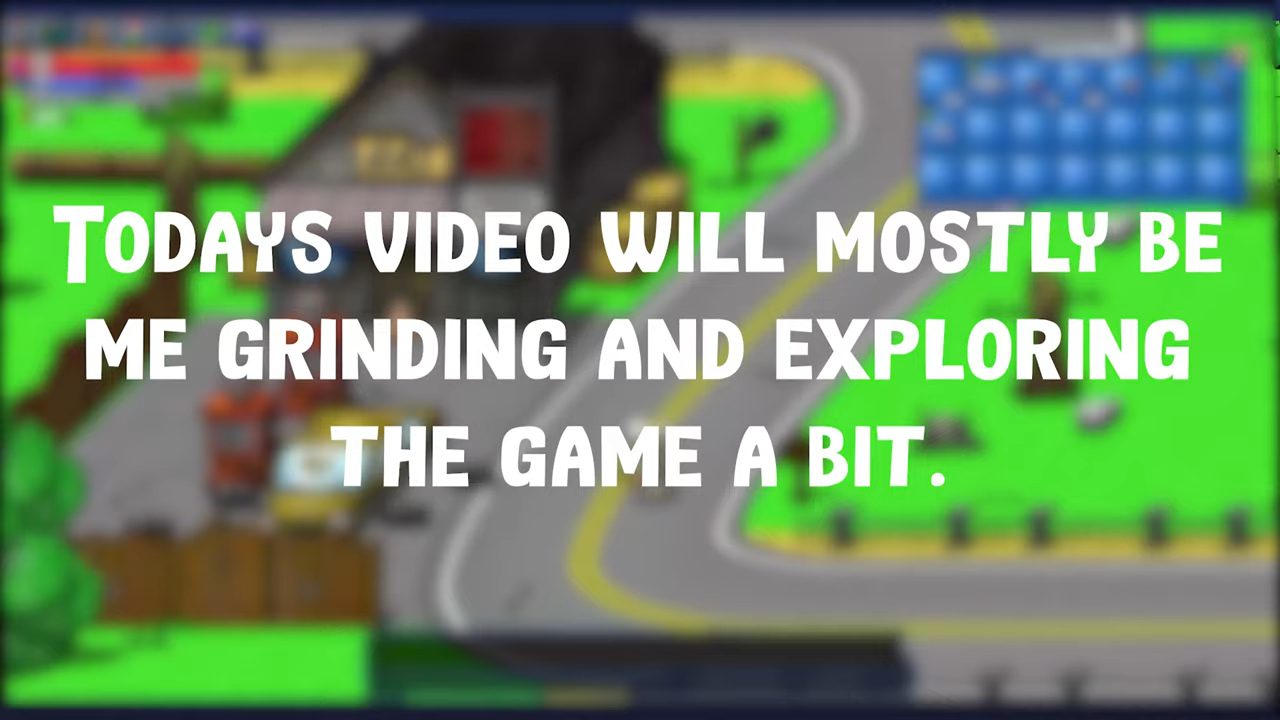 Todays video will mostly be
me grinding and exploring
the game a bit.